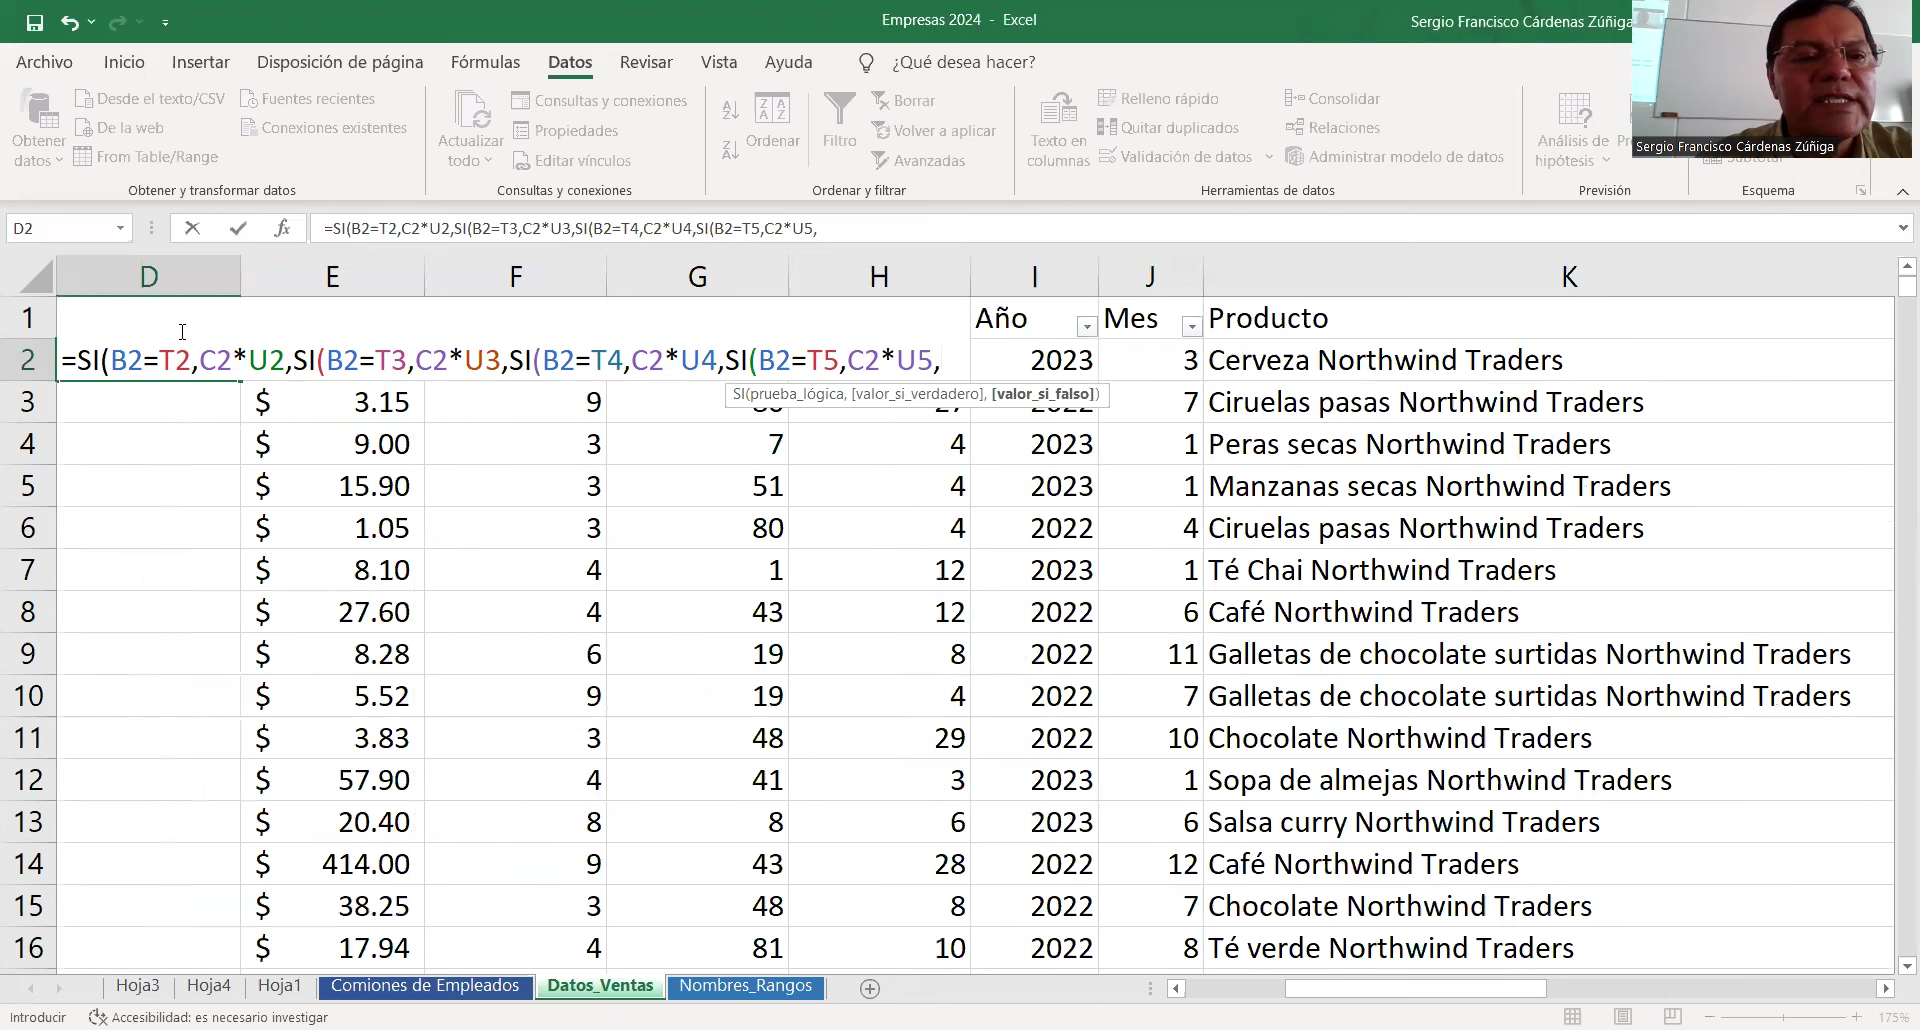 Empresas 2024 - Excel
Sergio Francisco Cárdenas Zúñiga
Archivo Inicio Insertar Disposición de página Fórmulas Datos Revisar Vista Ayuda ¿Qué desea hacer?
Obtener datos
Desde el texto/CSV
De la web
From Table/Range
Fuentes recientes
Conexiones existentes
Obtener y transformar datos
Actualizar todo
Consultas y conexiones
Propiedades
Editar vínculos
Consultas y conexiones
Ordenar
Filtro
Borrar
Volver a aplicar
Avanzadas
Ordenar y filtrar
Texto en columnas
Relleno rápido
Quitar duplicados
Validación de datos
Consolidar
Relaciones
Administrar modelo de datos
Herramientas de datos
Análisis de hipótesis
Previsión
Subtotal
Esquema
Sergio Francisco Cárdenas Zúñiga
D2 fx =SI(B2=T2,C2*U2,SI(B2=T3,C2*U3,SI(B2=T4,C2*U4,SI(B2=T5,C2*U5,
D E F G H I J K
1 Año Mes Producto
2 =SI(B2=T2,C2*U2,SI(B2=T3,C2*U3,SI(B2=T4,C2*U4,SI(B2=T5,C2*U5, 2023 3 Cerveza Northwind Traders
SI(prueba_lógica, [valor_si_verdadero], [valor_si_falso])
3 $ 3.15 9 7 Ciruelas pasas Northwind Traders
4 $ 9.00 3 7 4 2023 1 Peras secas Northwind Traders
5 $ 15.90 3 51 4 2023 1 Manzanas secas Northwind Traders
6 $ 1.05 3 80 4 2022 4 Ciruelas pasas Northwind Traders
7 $ 8.10 4 1 12 2023 1 Té Chai Northwind Traders
8 $ 27.60 4 43 12 2022 6 Café Northwind Traders
9 $ 8.28 6 19 8 2022 11 Galletas de chocolate surtidas Northwind Traders
10 $ 5.52 9 19 4 2022 7 Galletas de chocolate surtidas Northwind Traders
11 $ 3.83 3 48 29 2022 10 Chocolate Northwind Traders
12 $ 57.90 4 41 3 2023 1 Sopa de almejas Northwind Traders
13 $ 20.40 8 8 6 2023 6 Salsa curry Northwind Traders
14 $ 414.00 9 43 28 2022 12 Café Northwind Traders
15 $ 38.25 3 48 8 2022 7 Chocolate Northwind Traders
16 $ 17.94 4 81 10 2022 8 Té verde Northwind Traders
Hoja3 Hoja4 Hoja1 Comiones de Empleados Datos_Ventas Nombres_Rangos
Introducir Accesibilidad: es necesario investigar 175%